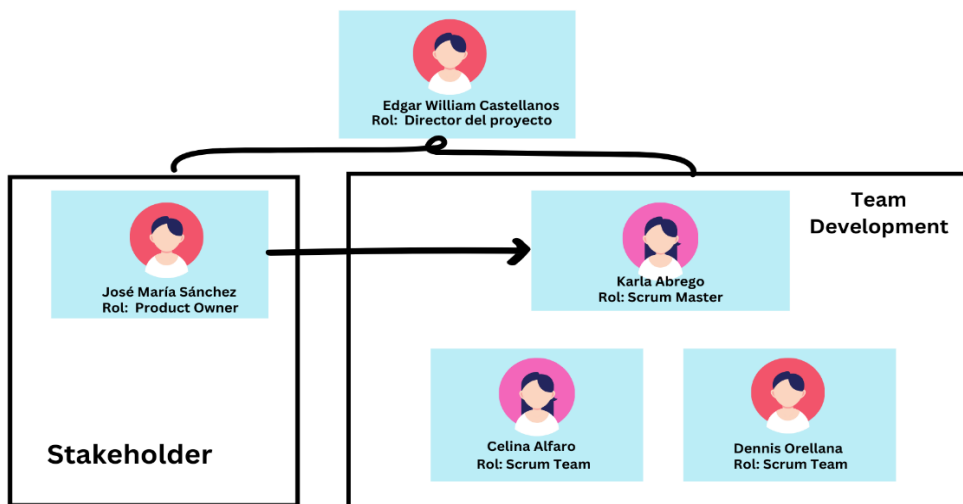 Edgar William Castellanos
Rol: Director del proyecto
Team
Development
José María Sánchez
Rol: Product Owner
Karla Abrego
Rol: Scrum Master
Celina Alfaro
Rol: Scrum Team
Dennis Orellana
Rol: Scrum Team
Stakeholder